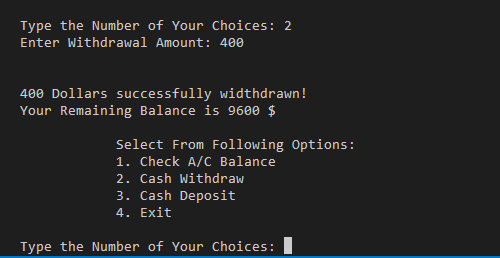 Type the Number of Your Choices: 2
Enter Withdrawal Amount: 400
400 Dollars successfully widthdrawn!
Your Remaining Balance is 9600 $
Select From Following Options:
1. Check A/C Balance
2. Cash Withdraw
3. Cash Deposit
4. Exit
Type the Number of Your Choices: